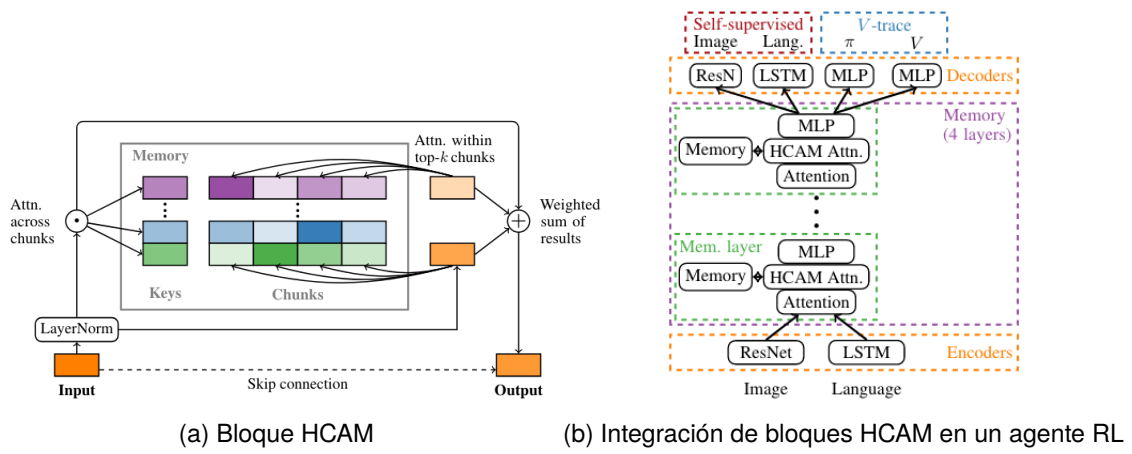 Memory
Attn. within
top-k chunks
Attn.
across
chunks
Weighted
sum of
results
Keys
Chunks
LayerNorm
Input
Skip connection
Output
(a) Bloque HCAM
Self-supervised
Image Lang.
V-trace
π V
ResN
LSTM
MLP
MLP
Decoders
Memory
(4 layers)
MLP
Memory
HCAM Attn.
Attention
Mem. layer
MLP
Memory
HCAM Attn.
Attention
ResNet
LSTM
Encoders
Image
Language
(b) Integración de bloques HCAM en un agente RL